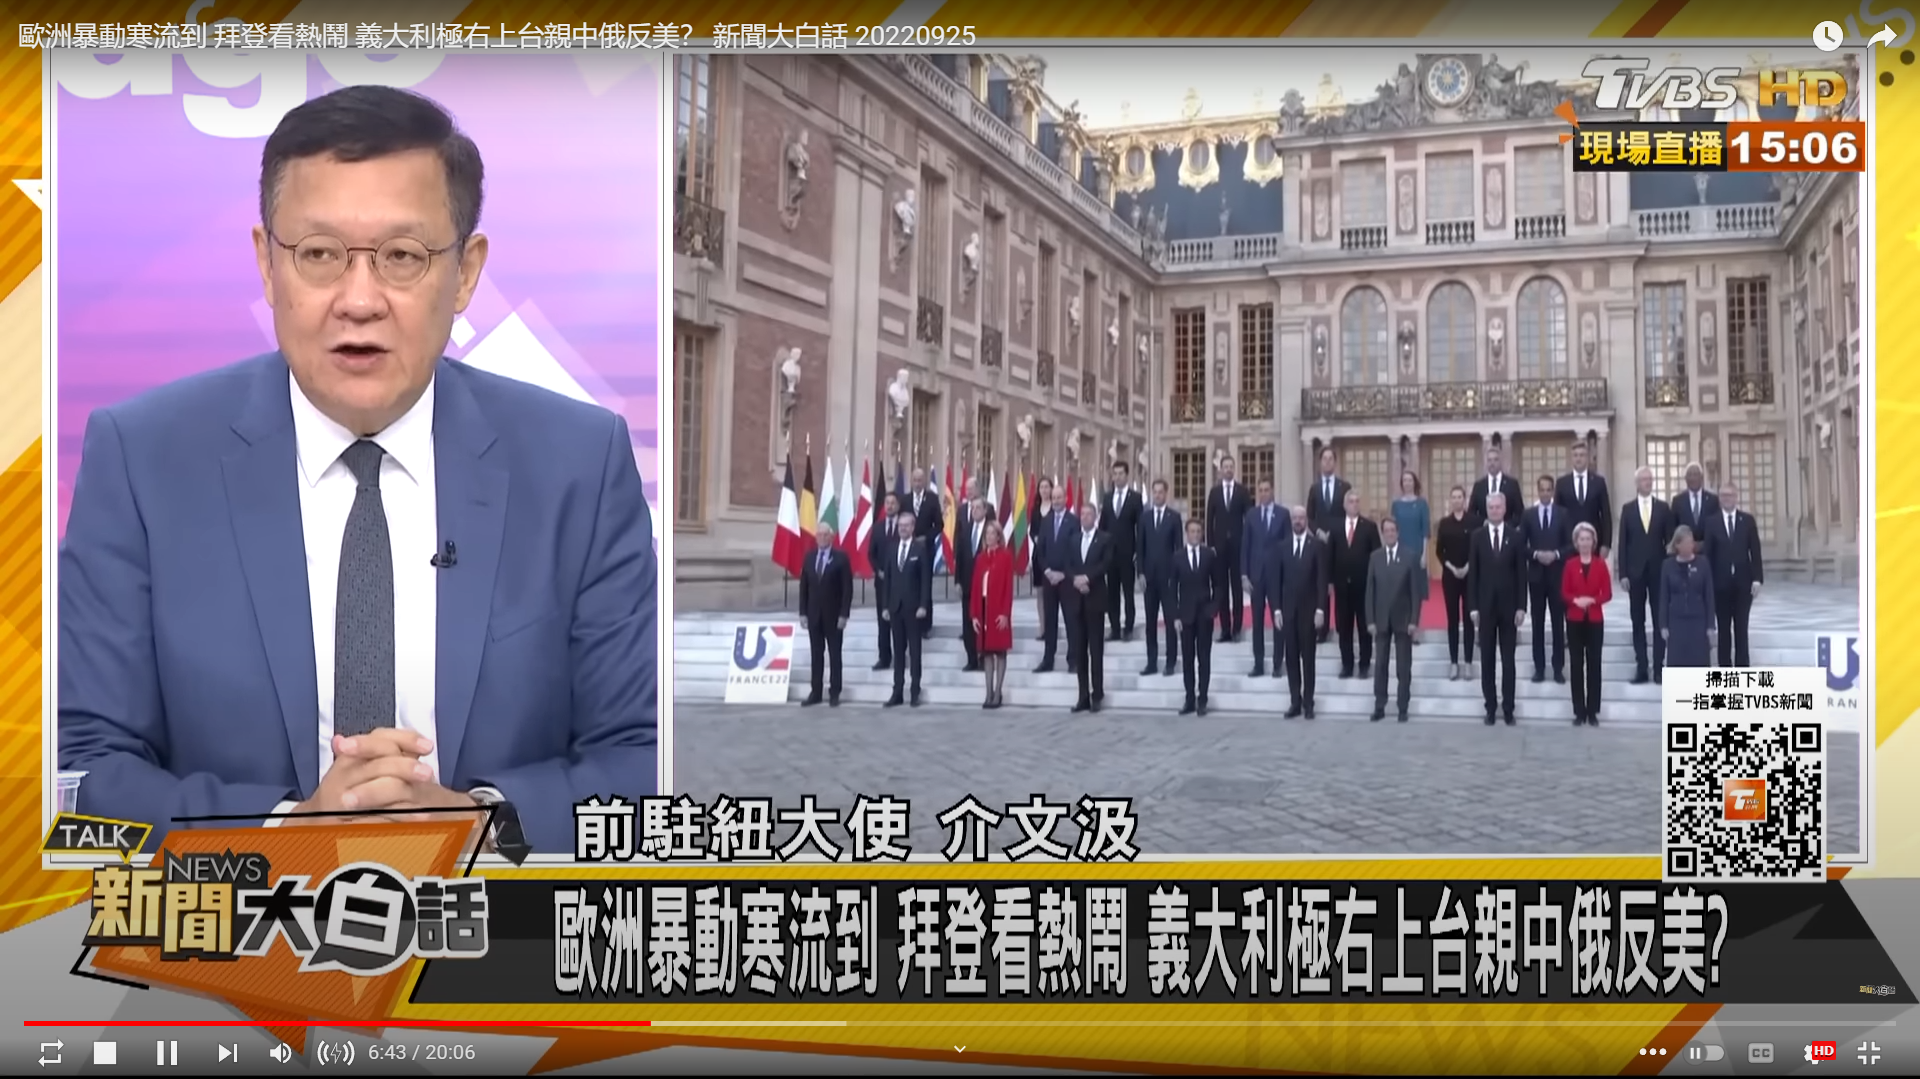 歐洲暴動寒流到 拜登看熱鬧 義大利極右上台親中俄反美? 新聞大白話 20220925
TVBS HD
現場直播 15:06
UE
FRANCE22
掃描下載
一指掌握TVBS新聞
前駐紐大使 介文汲
TALK
NEWS
新聞大白話
歐洲暴動寒流到 拜登看熱鬧 義大利極右上台親中俄反美?
6:43 / 20:06
CC
HD